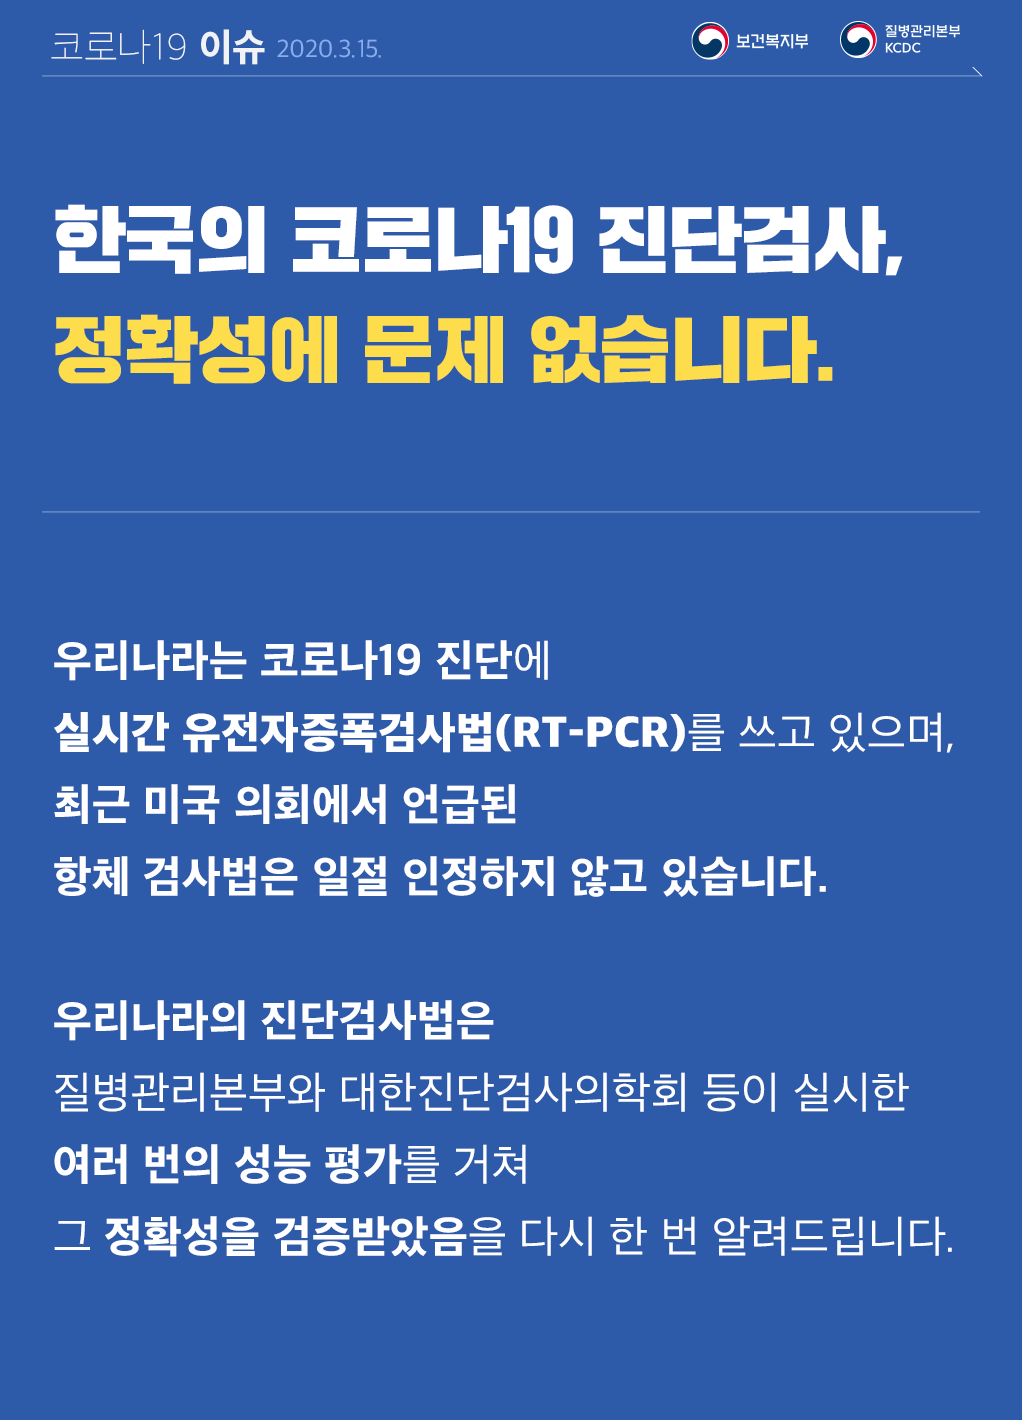 코로나19 이슈 2020.3.15.
보건복지부
질병관리본부
KCDC
한국의 코로나19 진단검사,
정확성에 문제 없습니다.
우리나라는 코로나19 진단에
실시간 유전자증폭검사법(RT-PCR)를 쓰고 있으며,
최근 미국 의회에서 언급된
항체 검사법은 일절 인정하지 않고 있습니다.
우리나라의 진단검사법은
질병관리본부와 대한진단검사의학회 등이 실시한
여러 번의 성능 평가를 거쳐
그 정확성을 검증받았음을 다시 한 번 알려드립니다.